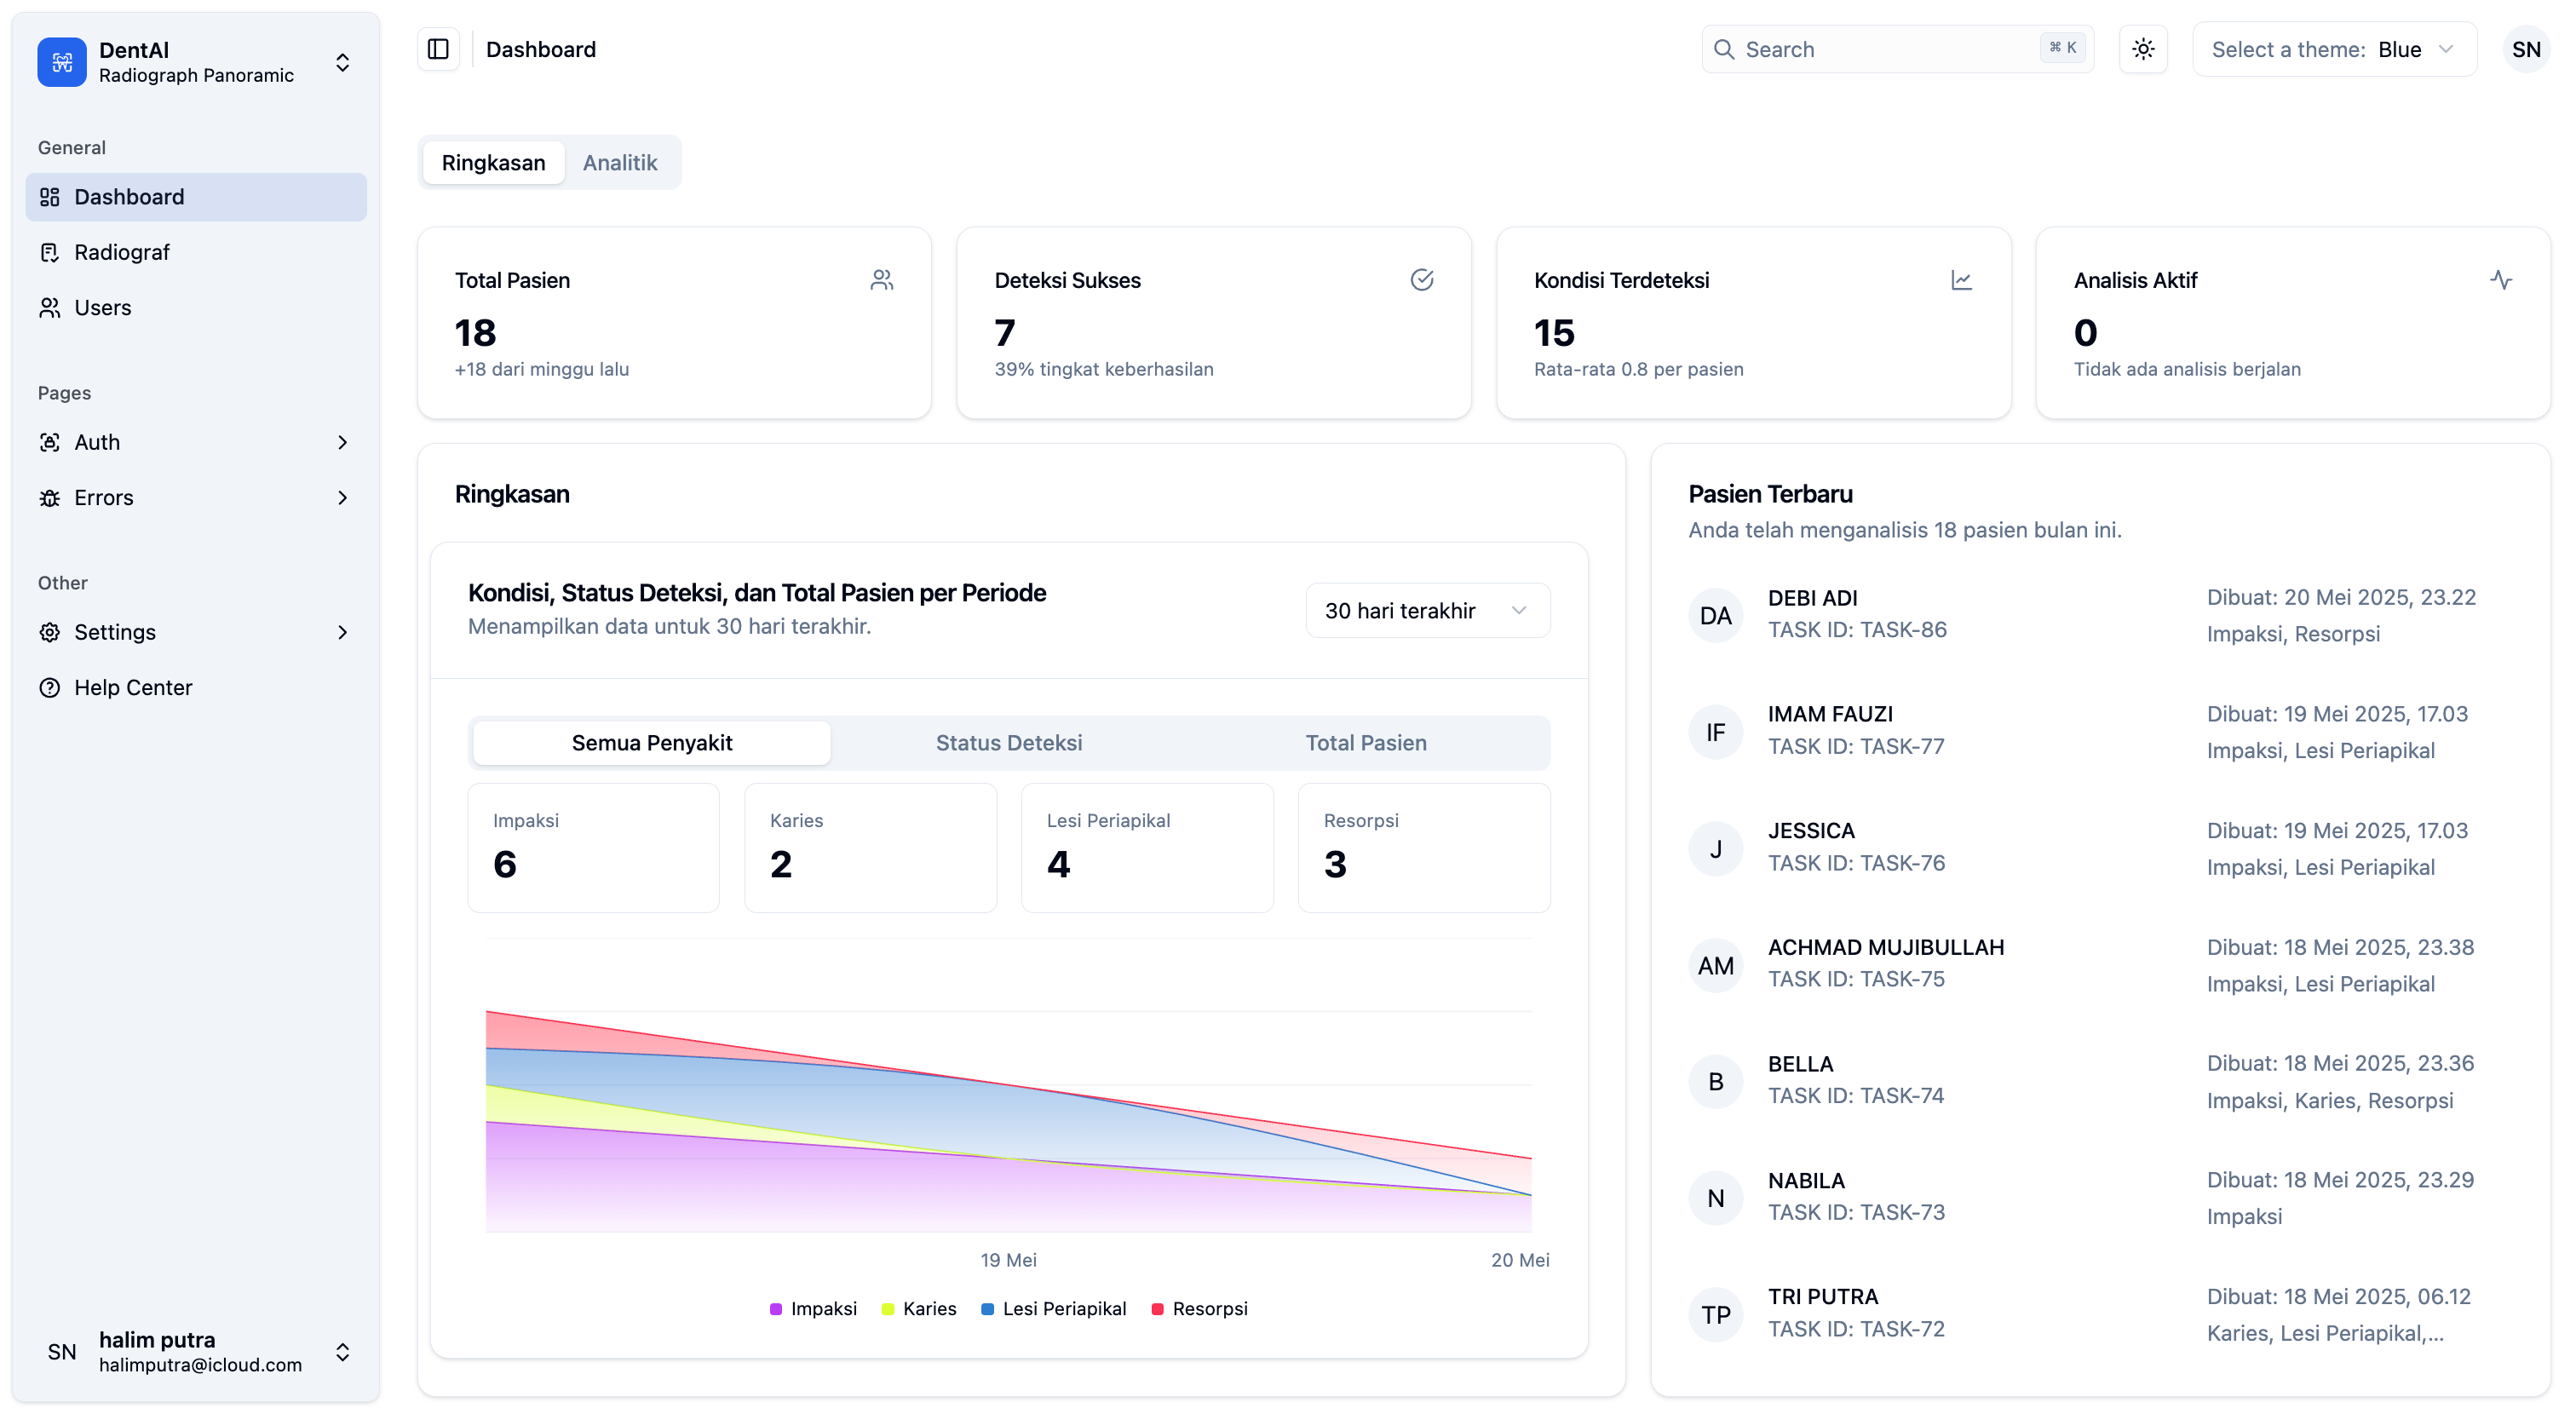 DentAI
Radiograph Panoramic
General
Dashboard
Radiograf
Users
Pages
Auth
Errors
Other
Settings
Help Center
SN
halim putra
halimputra@icloud.com
Dashboard
Search
⌘ K
Select a theme: Blue
SN
Ringkasan
Analitik
Total Pasien
18
+18 dari minggu lalu
Deteksi Sukses
7
39% tingkat keberhasilan
Kondisi Terdeteksi
15
Rata-rata 0.8 per pasien
Analisis Aktif
0
Tidak ada analisis berjalan
Ringkasan
Kondisi, Status Deteksi, dan Total Pasien per Periode
Menampilkan data untuk 30 hari terakhir.
30 hari terakhir
Semua Penyakit
Status Deteksi
Total Pasien
Impaksi
6
Karies
2
Lesi Periapikal
4
Resorpsi
3
19 Mei
20 Mei
Impaksi
Karies
Lesi Periapikal
Resorpsi
Pasien Terbaru
Anda telah menganalisis 18 pasien bulan ini.
DA
DEBI ADI
TASK ID: TASK-86
Dibuat: 20 Mei 2025, 23.22
Impaksi, Resorpsi
IF
IMAM FAUZI
TASK ID: TASK-77
Dibuat: 19 Mei 2025, 17.03
Impaksi, Lesi Periapikal
J
JESSICA
TASK ID: TASK-76
Dibuat: 19 Mei 2025, 17.03
Impaksi, Lesi Periapikal
AM
ACHMAD MUJIBULLAH
TASK ID: TASK-75
Dibuat: 18 Mei 2025, 23.38
Impaksi, Lesi Periapikal
B
BELLA
TASK ID: TASK-74
Dibuat: 18 Mei 2025, 23.36
Impaksi, Karies, Resorpsi
N
NABILA
TASK ID: TASK-73
Dibuat: 18 Mei 2025, 23.29
Impaksi
TP
TRI PUTRA
TASK ID: TASK-72
Dibuat: 18 Mei 2025, 06.12
Karies, Lesi Periapikal,...